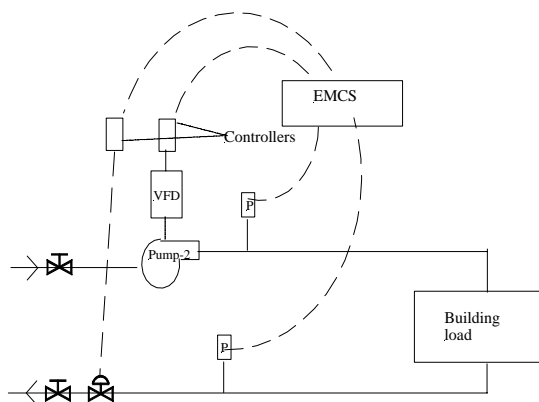 EMCS
Controllers
VFD
P
Pump-2
Building
load
P